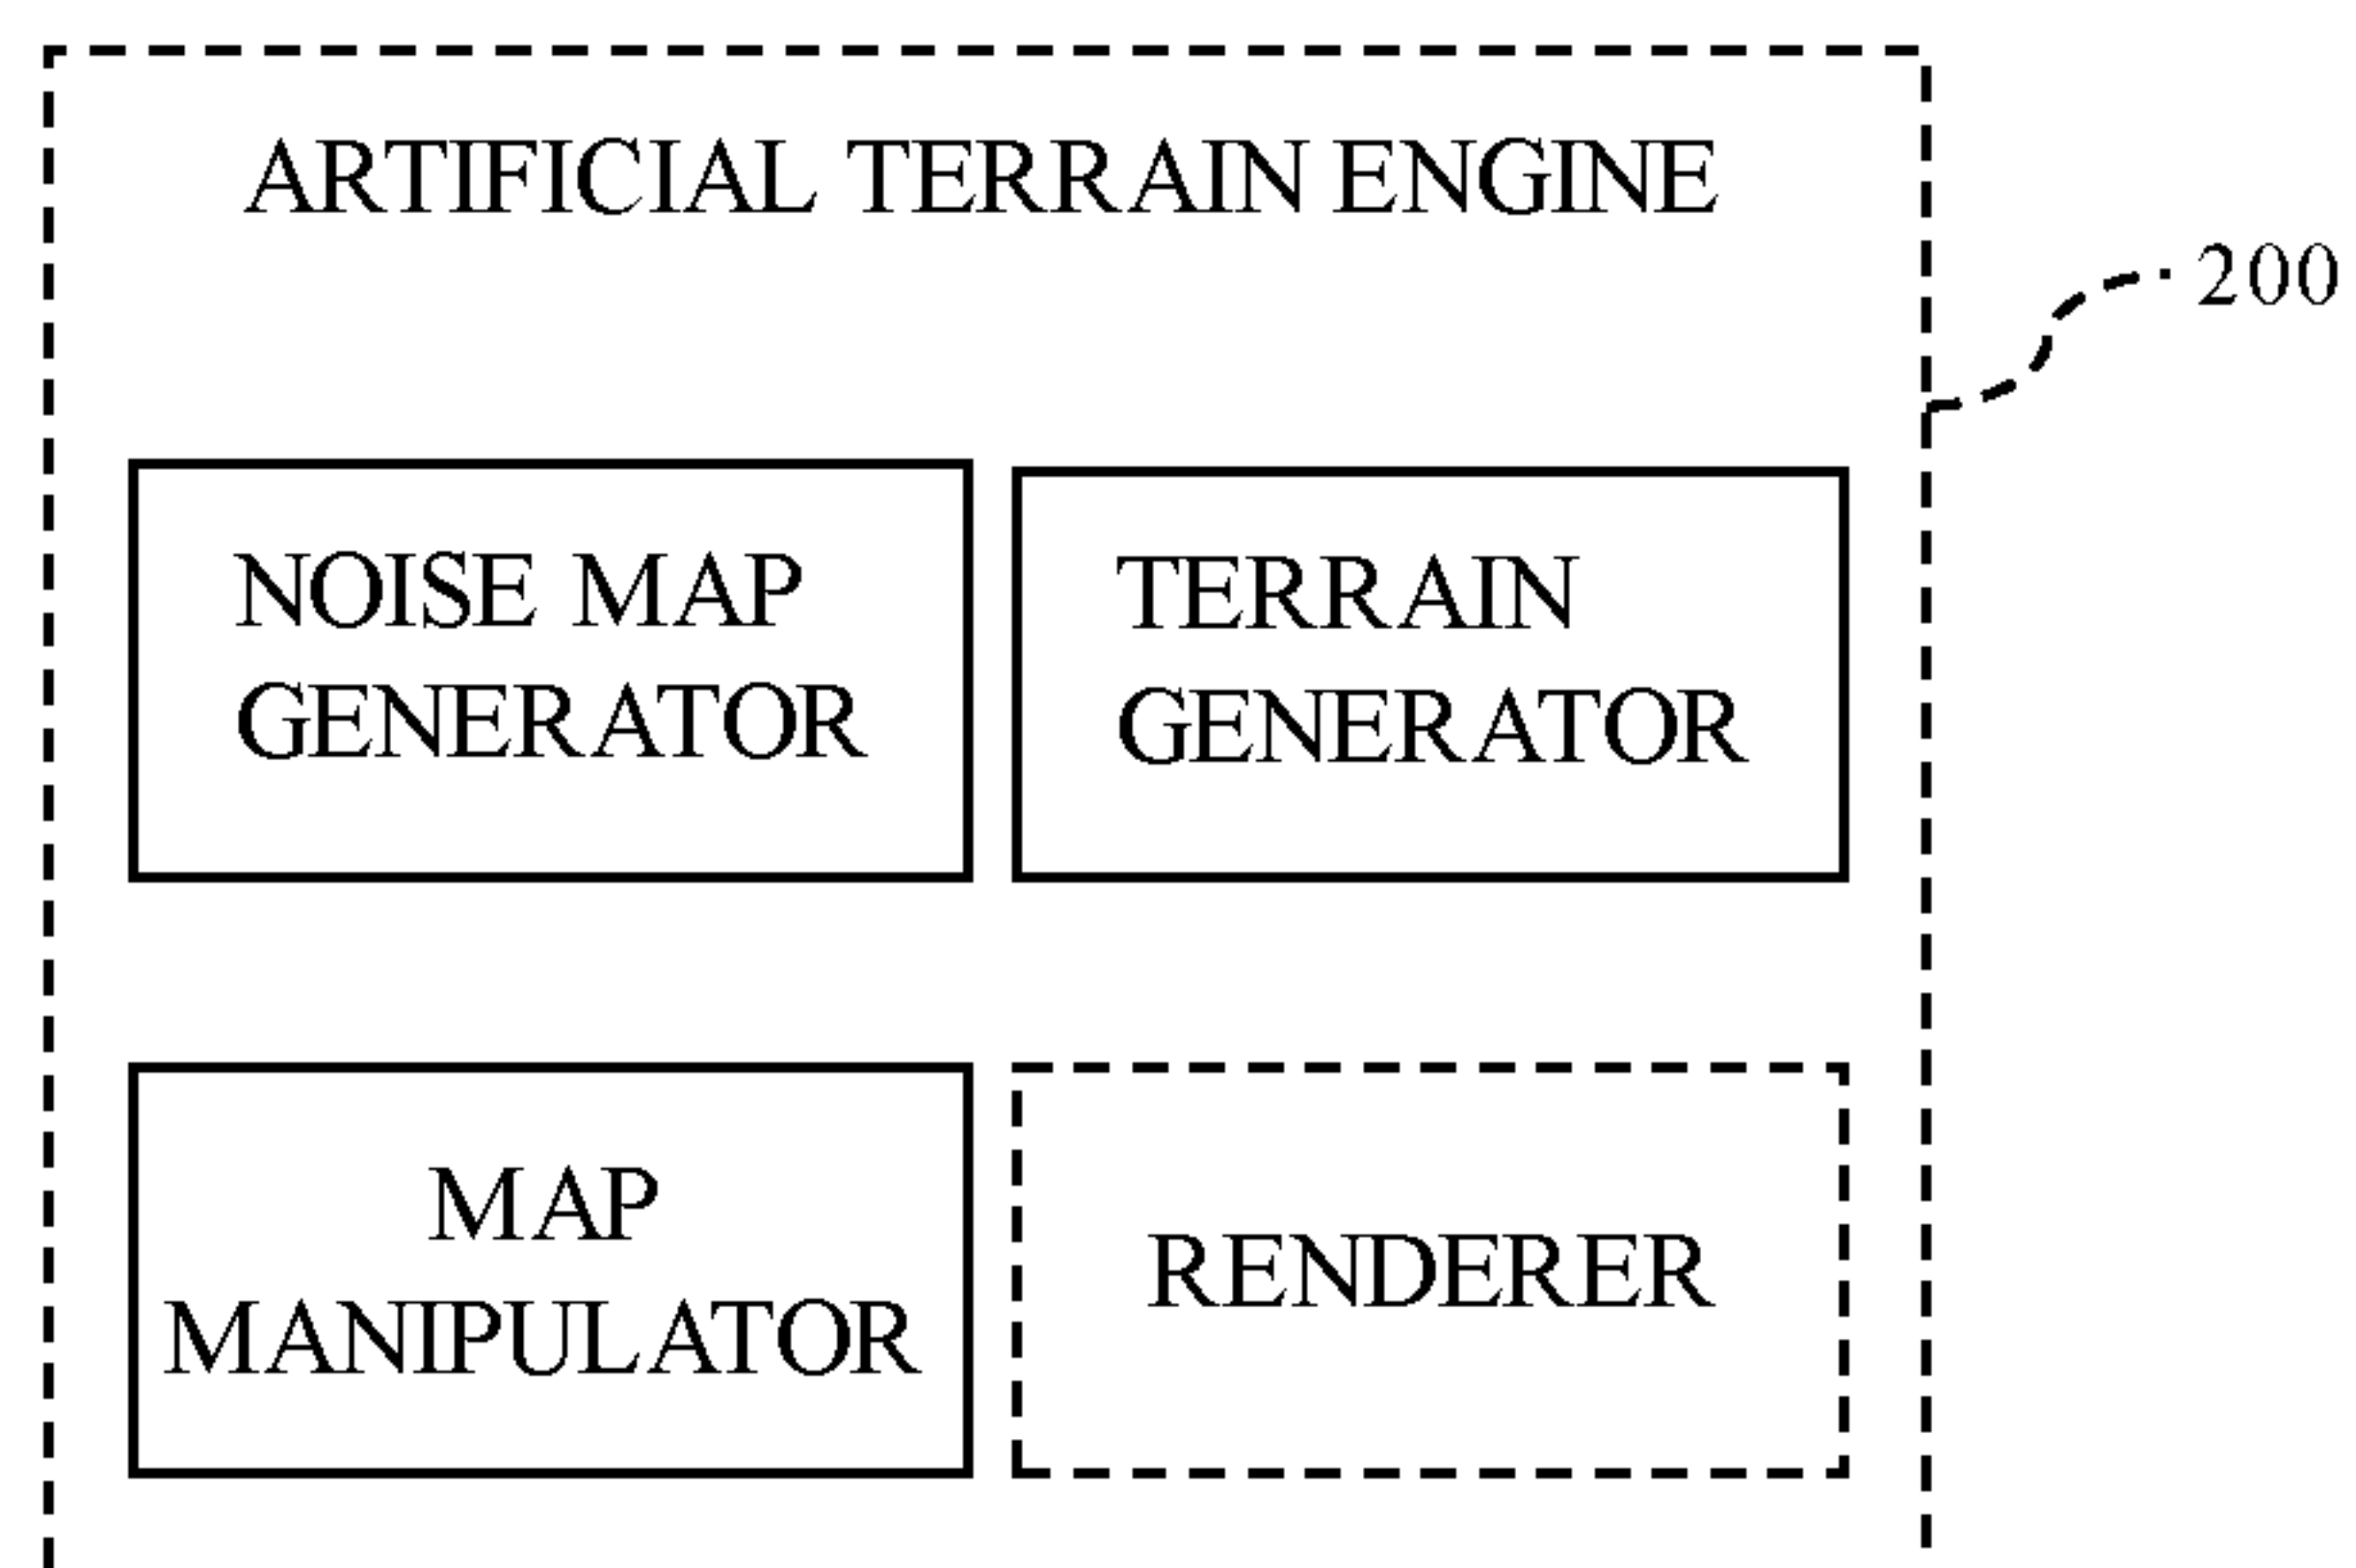 ARTIFICIAL TERRAIN ENGINE
200
NOISE MAP
GENERATOR
TERRAIN
GENERATOR
MAP
MANIPULATOR
RENDERER